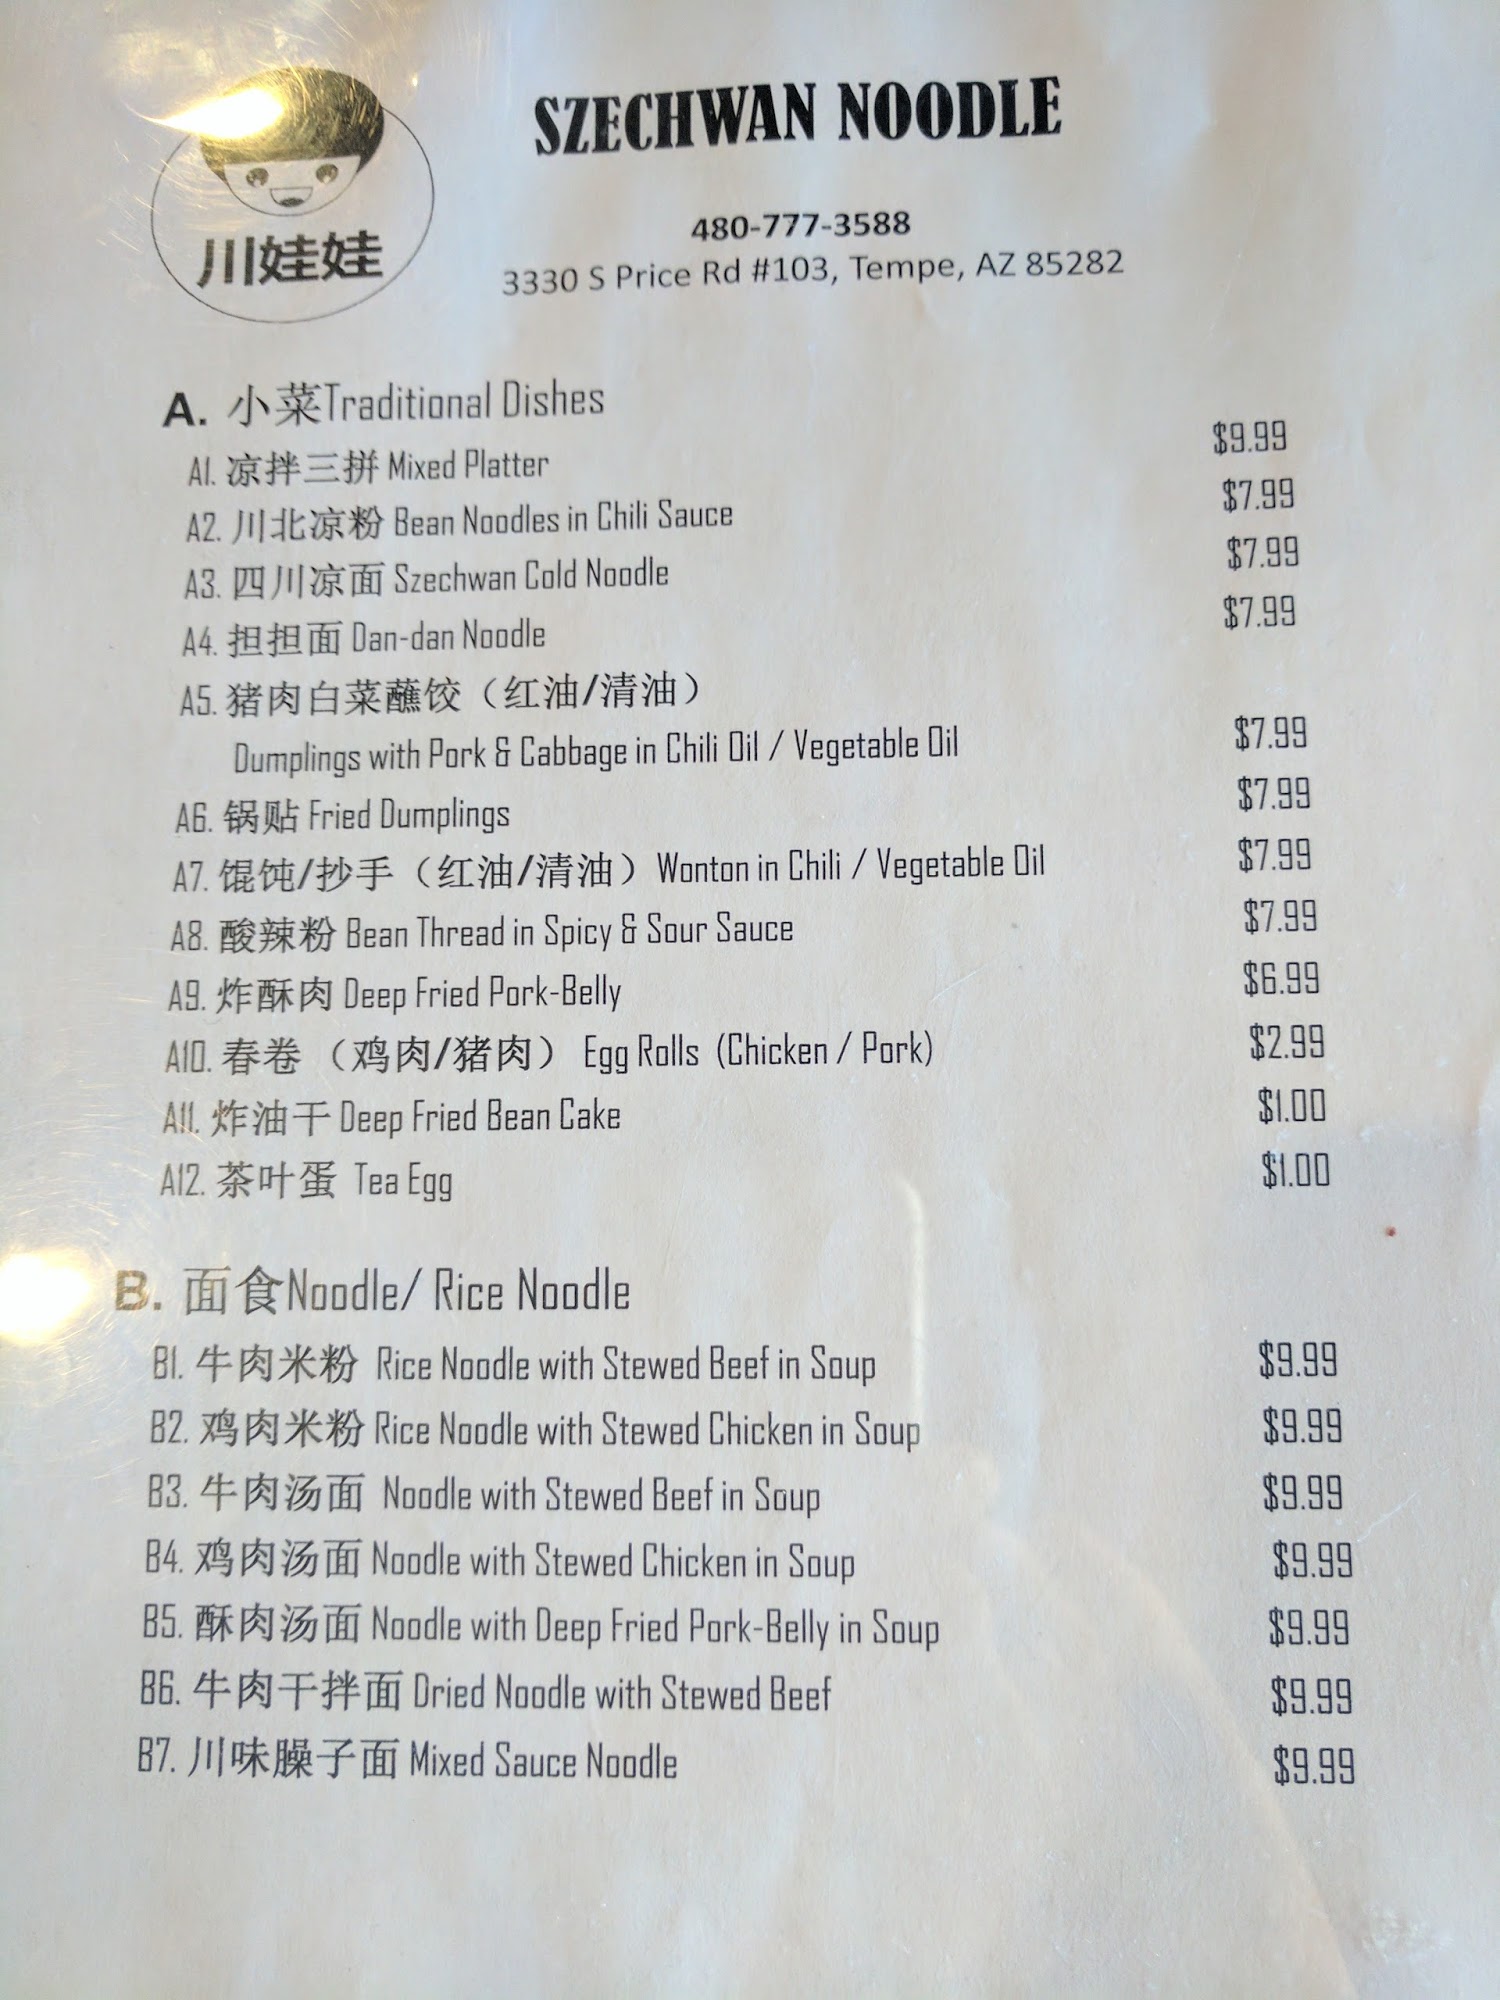 SZECHWAN NOODLE
480-777-3588
3330 S Price Rd #103, Tempe, AZ 85282
川娃娃
A. 小菜Traditional Dishes
A1. 凉拌三拼 Mixed Platter $9.99
A2. 川北凉粉 Bean Noodles in Chili Sauce $7.99
A3. 四川凉面 Szechwan Cold Noodle $7.99
A4. 担担面 Dan-dan Noodle $7.99
A5. 猪肉白菜蘸饺（红油/清油）
Dumplings with Pork & Cabbage in Chili Oil / Vegetable Oil $7.99
A6. 锅贴 Fried Dumplings $7.99
A7. 馄饨/抄手（红油/清油）Wonton in Chili / Vegetable Oil $7.99
A8. 酸辣粉 Bean Thread in Spicy & Sour Sauce $7.99
A9. 炸酥肉 Deep Fried Pork-Belly $6.99
A10. 春卷 （鸡肉/猪肉） Egg Rolls (Chicken / Pork) $2.99
A11. 炸油干 Deep Fried Bean Cake $1.00
A12. 茶叶蛋 Tea Egg $1.00
B. 面食Noodle/ Rice Noodle
B1. 牛肉米粉 Rice Noodle with Stewed Beef in Soup $9.99
B2. 鸡肉米粉 Rice Noodle with Stewed Chicken in Soup $9.99
B3. 牛肉汤面 Noodle with Stewed Beef in Soup $9.99
B4. 鸡肉汤面 Noodle with Stewed Chicken in Soup $9.99
B5. 酥肉汤面 Noodle with Deep Fried Pork-Belly in Soup $9.99
B6. 牛肉干拌面 Dried Noodle with Stewed Beef $9.99
B7. 川味臊子面 Mixed Sauce Noodle $9.99